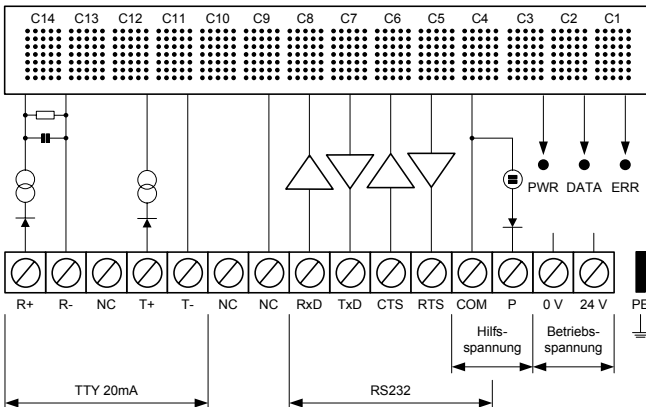 C14 C13 C12 C11 C10 C9 C8 C7 C6 C5 C4 C3 C2 C1
PWR DATA ERR
R+ R- NC T+ T- NC NC RxD TxD CTS RTS COM P 0 V 24 V PE
Hilfs-
spannung
Betriebs-
spannung
TTY 20mA
RS232